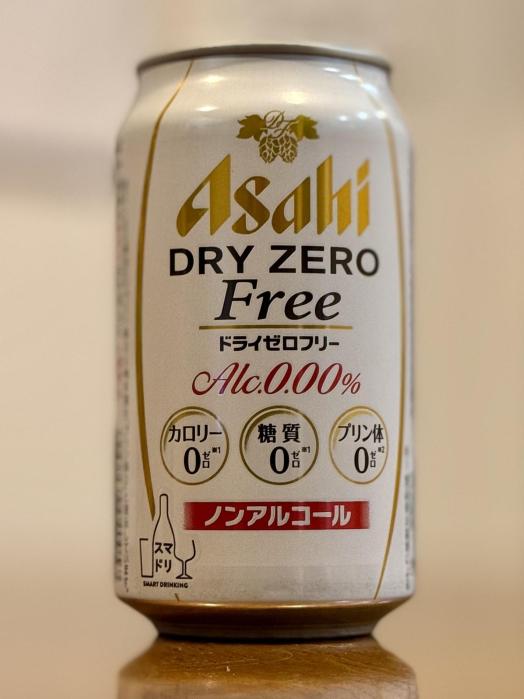 Asahi
DRY ZERO
Free
ドライゼロフリー
Alc.0.00%
カロリー 糖質 プリン体
0ゼロ※1 0ゼロ※1 0ゼロ※2
ノンアルコール
スマ
ドリ
SMART DRINKING